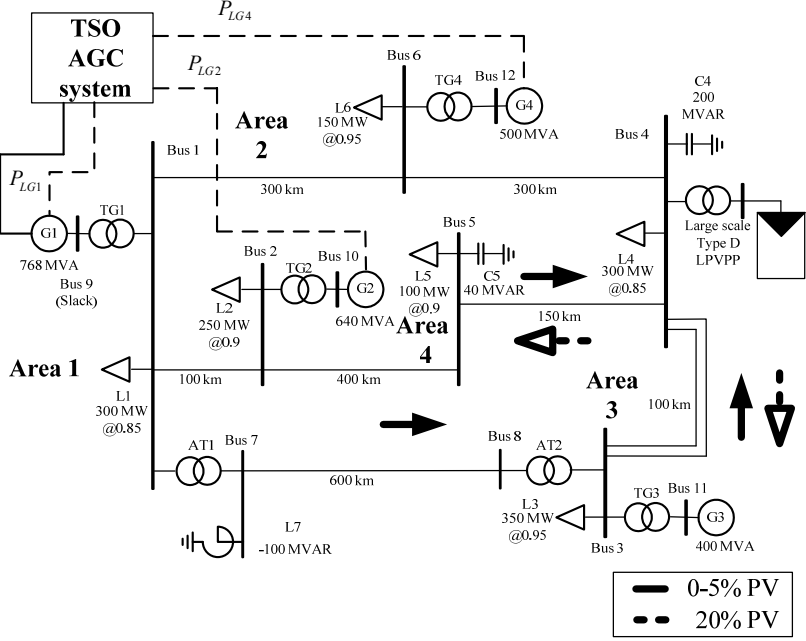 TSO
AGC
system
PLG4
PLG2
PLG1
Bus 6
TG4
Bus 12
G4
500 MVA
L6
150 MW
@0.95
Area
2
Bus 1
300 km
300 km
C4
200
MVAR
Bus 4
Large scale
Type D
LPVPP
L4
300 MW
@0.85
G1
TG1
768 MVA
Bus 9
(Slack)
Bus 2
TG2
Bus 10
G2
640 MVA
L2
250 MW
@0.9
Bus 5
L5
100 MW
@0.9
C5
40 MVAR
Area
4
150 km
Area 1
L1
300 MW
@0.85
100 km
400 km
Area
3
100 km
AT1
Bus 7
600 km
Bus 8
AT2
L7
-100 MVAR
L3
350 MW
@0.95
Bus 3
TG3
Bus 11
G3
400 MVA
0-5% PV
20% PV